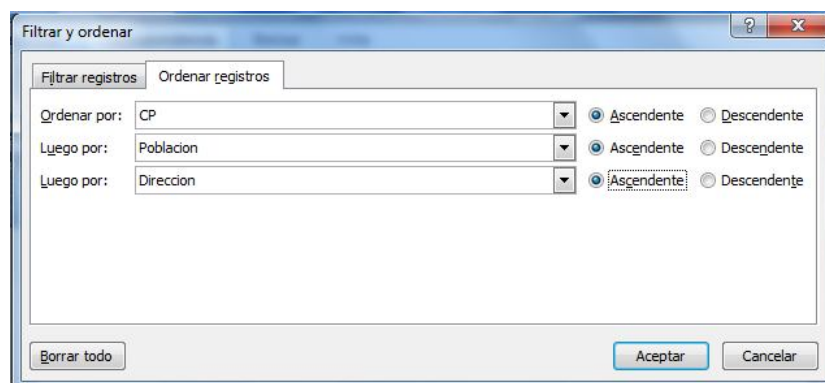 Filtrar y ordenar
Filtrar registros Ordenar registros
Ordenar por: CP Ascendente Descendente
Luego por: Poblacion Ascendente Descendente
Luego por: Direccion Ascendente Descendente
Borrar todo Aceptar Cancelar